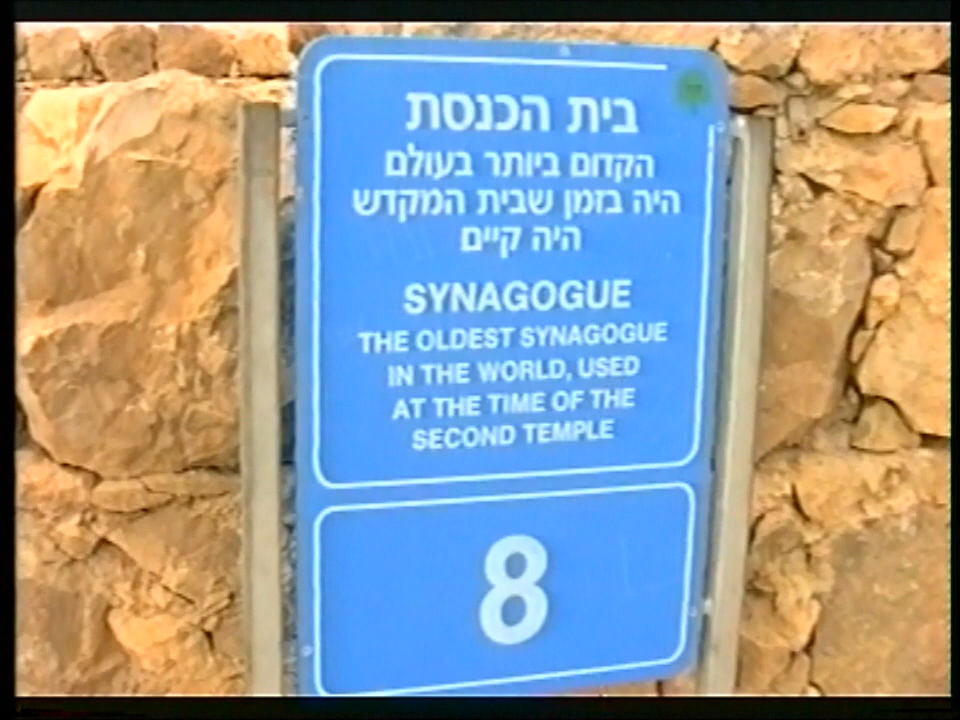 בית הכנסת
הקדום ביותר בעולם
היה בזמן שבית המקדש
היה קיים
SYNAGOGUE
THE OLDEST SYNAGOGUE
IN THE WORLD, USED
AT THE TIME OF THE
SECOND TEMPLE
8